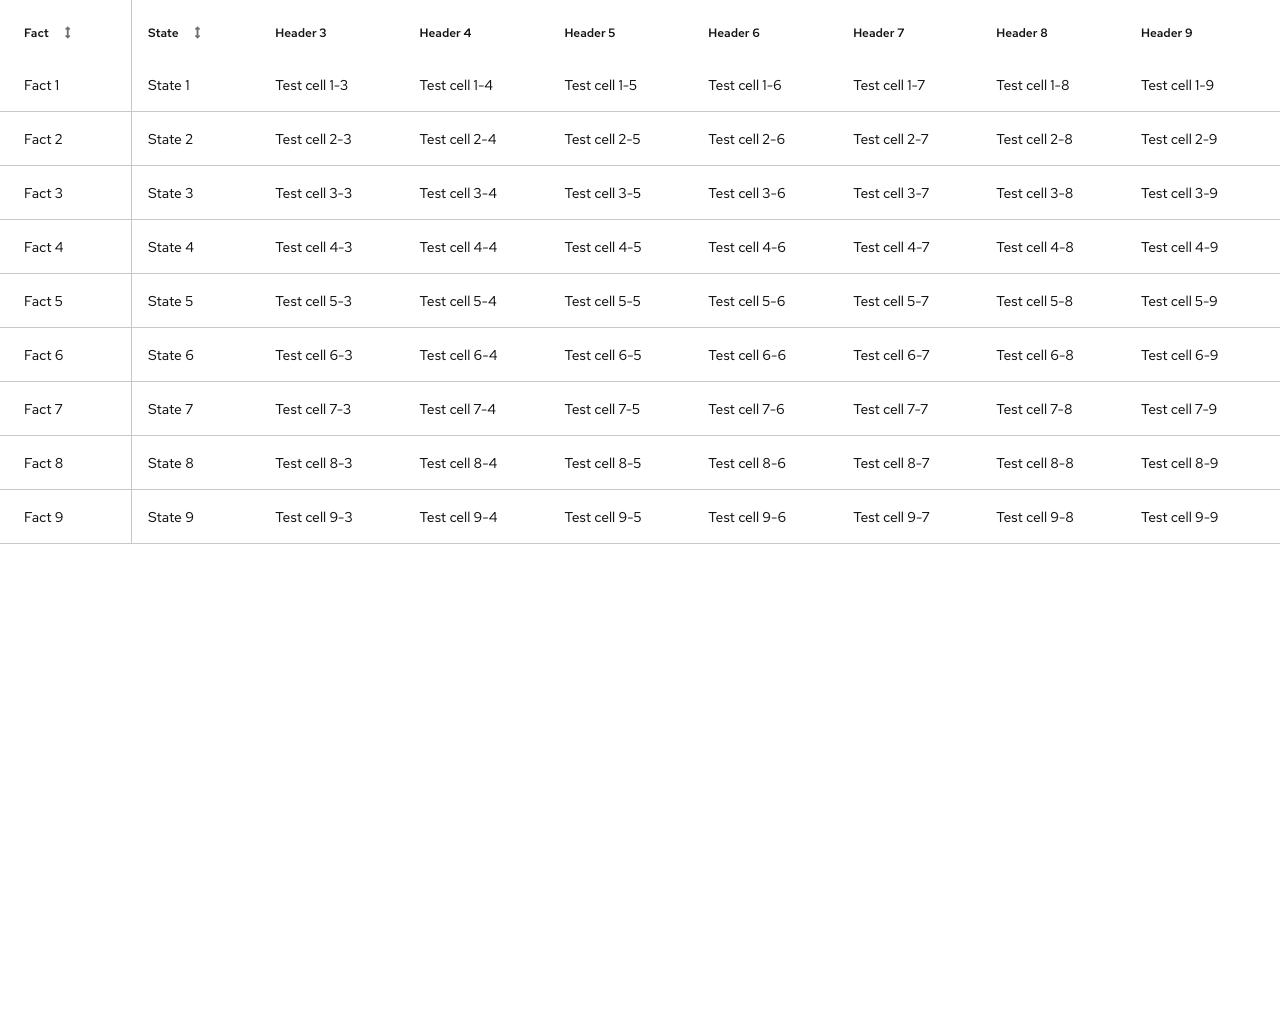 Fact State Header 3 Header 4 Header 5 Header 6 Header 7 Header 8 Header 9
Fact 1 State 1 Test cell 1-3 Test cell 1-4 Test cell 1-5 Test cell 1-6 Test cell 1-7 Test cell 1-8 Test cell 1-9
Fact 2 State 2 Test cell 2-3 Test cell 2-4 Test cell 2-5 Test cell 2-6 Test cell 2-7 Test cell 2-8 Test cell 2-9
Fact 3 State 3 Test cell 3-3 Test cell 3-4 Test cell 3-5 Test cell 3-6 Test cell 3-7 Test cell 3-8 Test cell 3-9
Fact 4 State 4 Test cell 4-3 Test cell 4-4 Test cell 4-5 Test cell 4-6 Test cell 4-7 Test cell 4-8 Test cell 4-9
Fact 5 State 5 Test cell 5-3 Test cell 5-4 Test cell 5-5 Test cell 5-6 Test cell 5-7 Test cell 5-8 Test cell 5-9
Fact 6 State 6 Test cell 6-3 Test cell 6-4 Test cell 6-5 Test cell 6-6 Test cell 6-7 Test cell 6-8 Test cell 6-9
Fact 7 State 7 Test cell 7-3 Test cell 7-4 Test cell 7-5 Test cell 7-6 Test cell 7-7 Test cell 7-8 Test cell 7-9
Fact 8 State 8 Test cell 8-3 Test cell 8-4 Test cell 8-5 Test cell 8-6 Test cell 8-7 Test cell 8-8 Test cell 8-9
Fact 9 State 9 Test cell 9-3 Test cell 9-4 Test cell 9-5 Test cell 9-6 Test cell 9-7 Test cell 9-8 Test cell 9-9